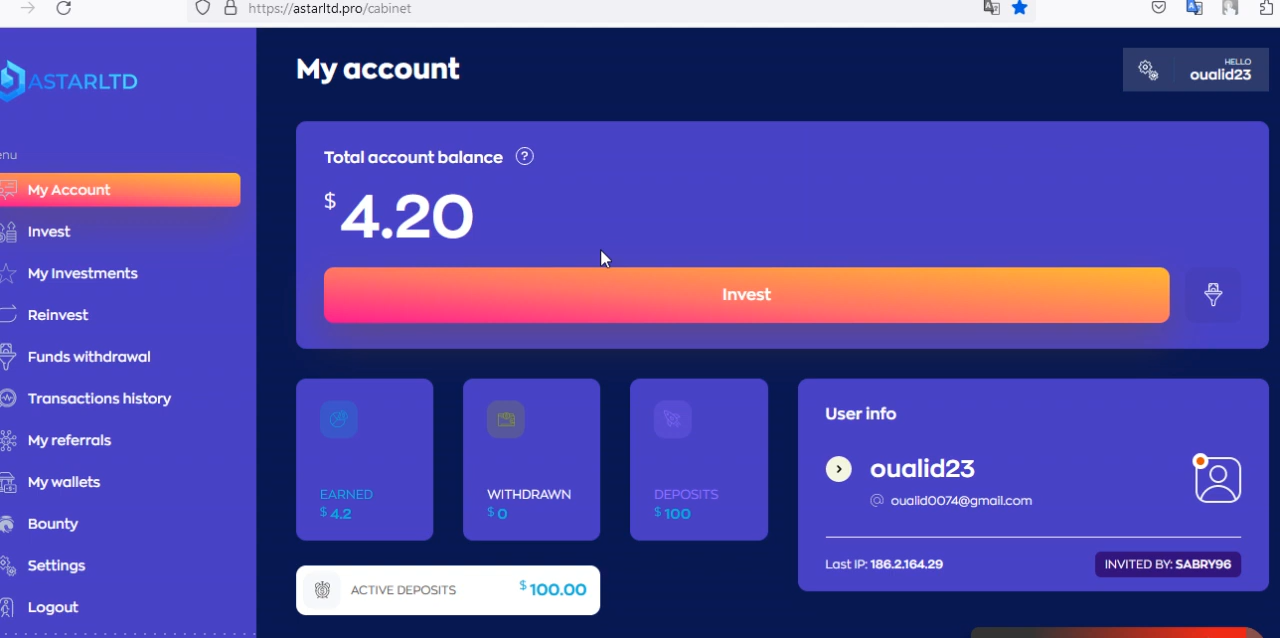 https://astarltd.pro/cabinet
ASTARLTD
enu
My Account
Invest
My Investments
Reinvest
Funds withdrawal
Transactions history
My referrals
My wallets
Bounty
Settings
Logout
My account
HELLO
oualid23
Total account balance ?
$ 4.20
Invest
EARNED
$ 4.2
WITHDRAWN
$ 0
DEPOSITS
$ 100
ACTIVE DEPOSITS $ 100.00
User info
oualid23
@ oualid0074@gmail.com
Last IP: 186.2.164.29
INVITED BY: SABRY96